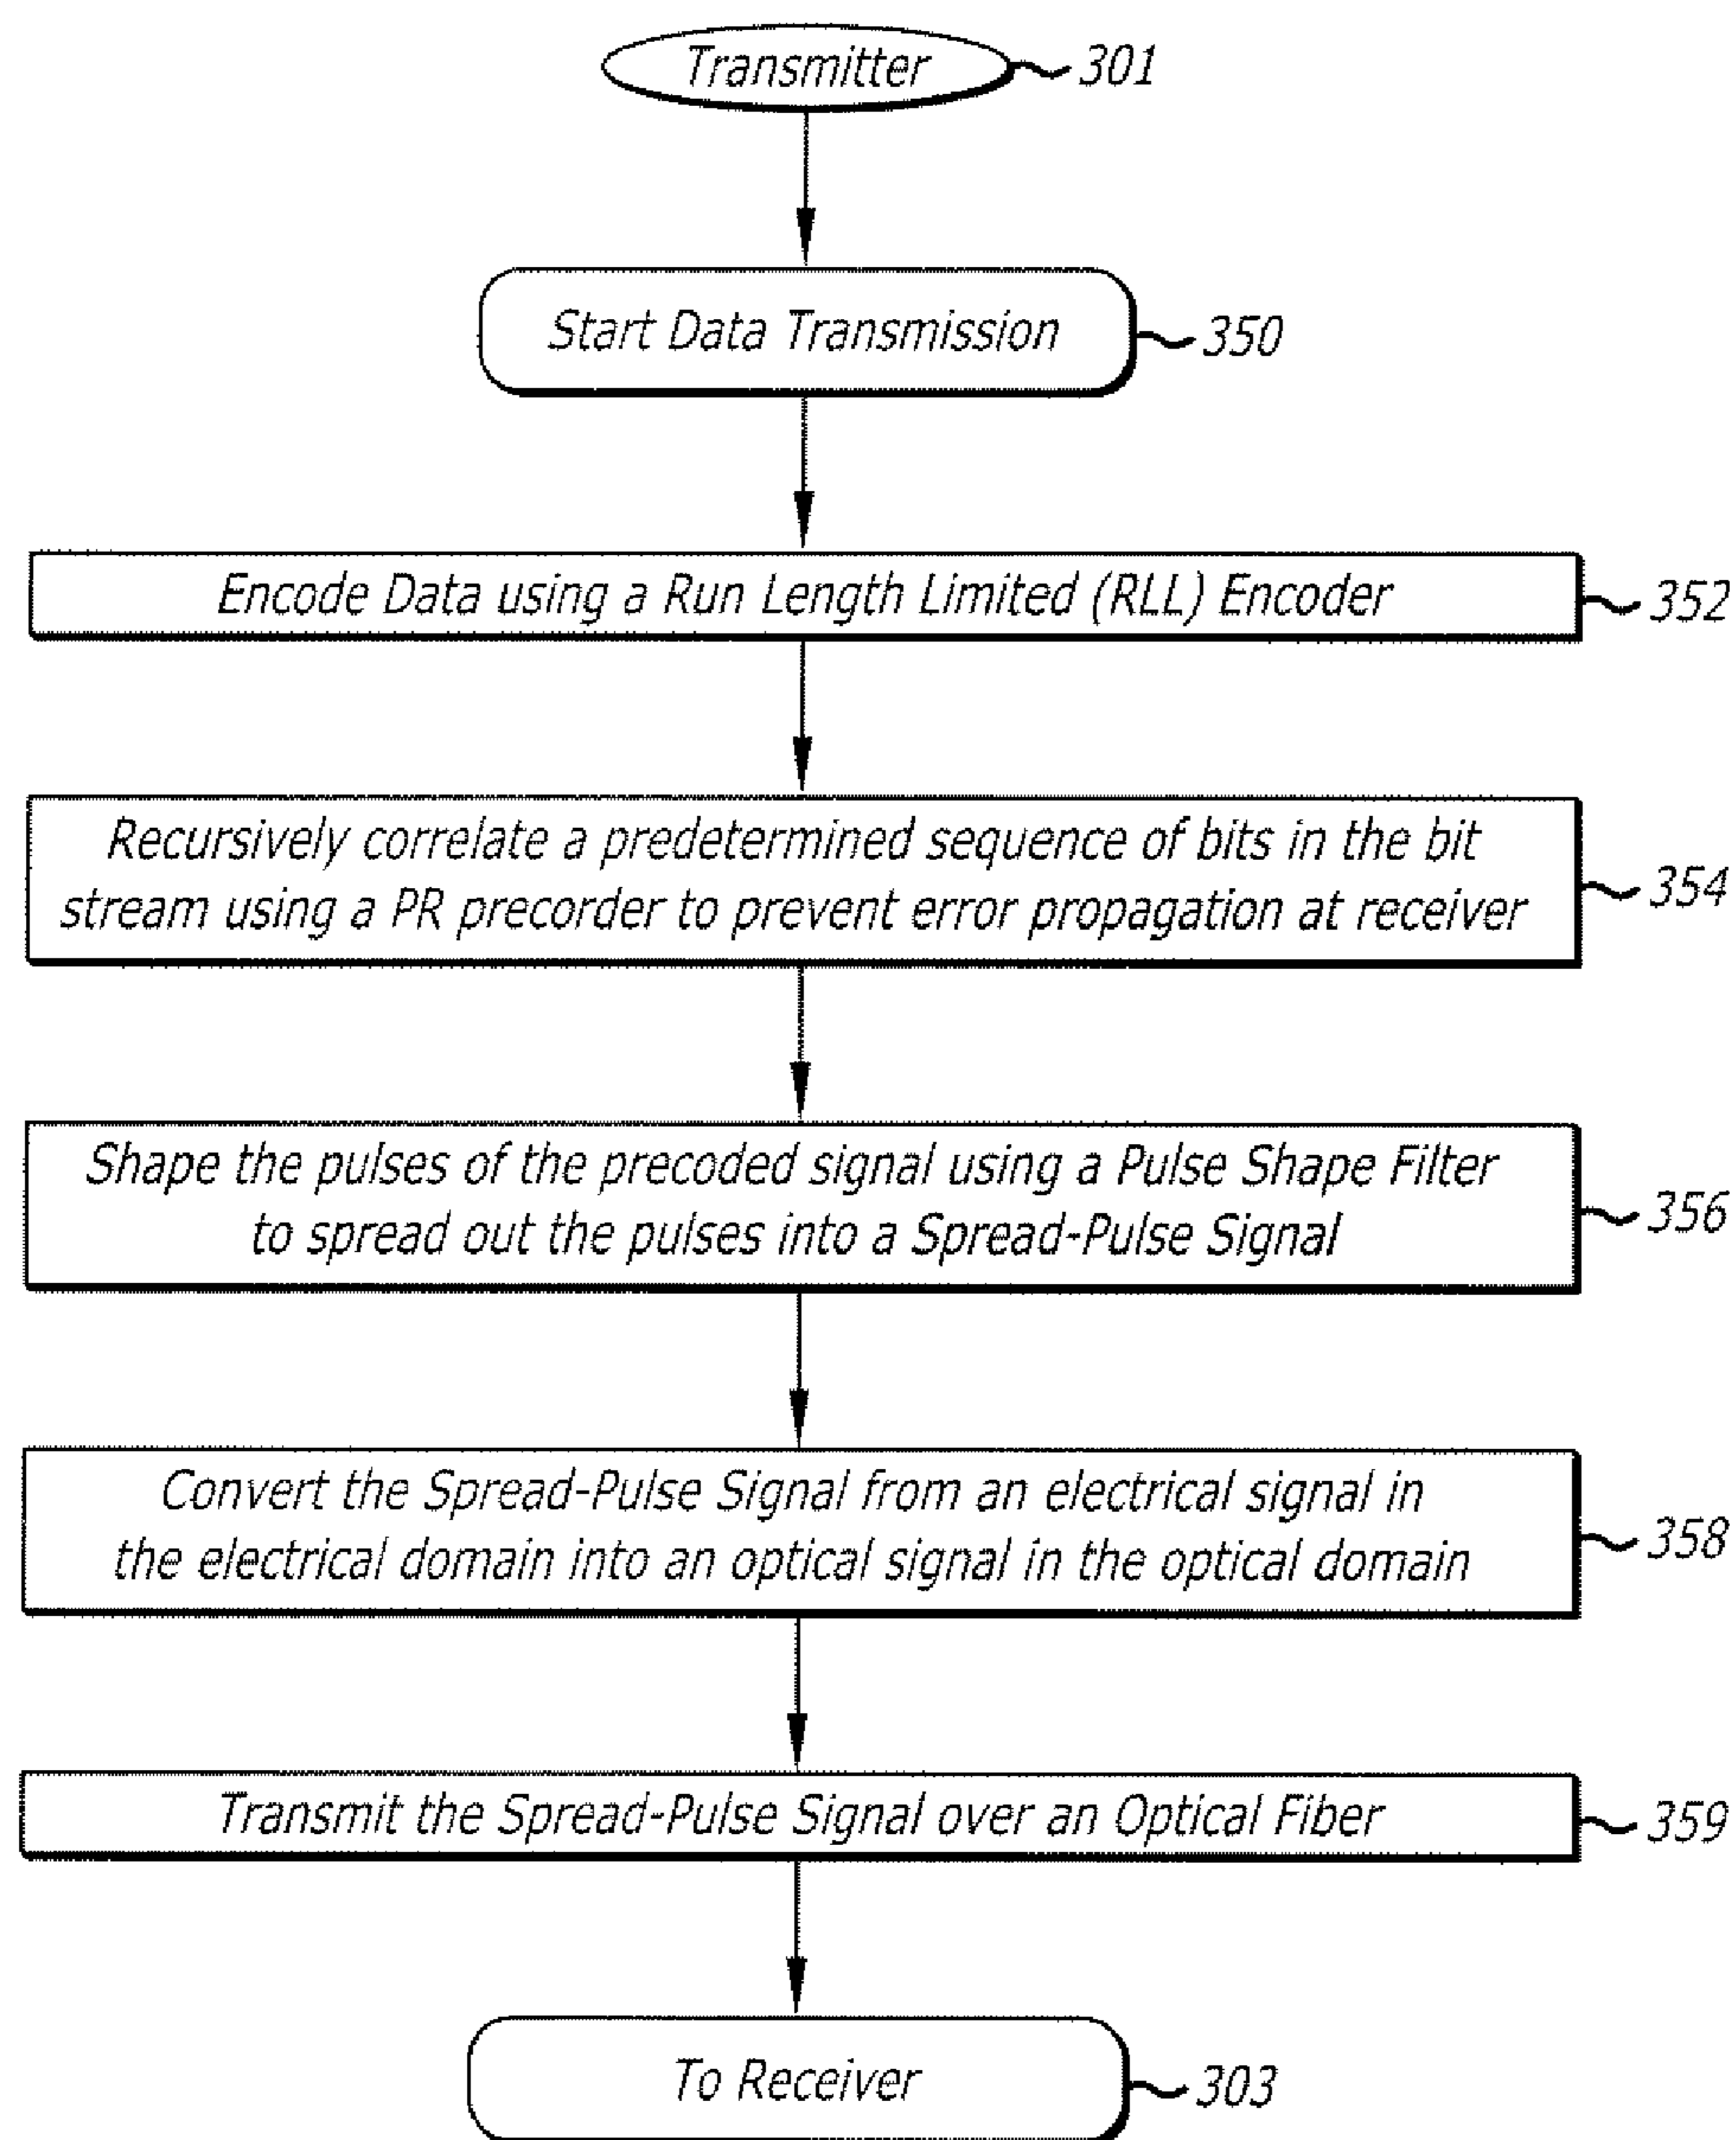 Transmitter 301
Start Data Transmission 350
Encode Data using a Run Length Limited (RLL) Encoder 352
Recursively correlate a predetermined sequence of bits in the bit
stream using a PR precorder to prevent error propagation at receiver 354
Shape the pulses of the precoded signal using a Pulse Shape Filter
to spread out the pulses into a Spread-Pulse Signal 356
Convert the Spread-Pulse Signal from an electrical signal in
the electrical domain into an optical signal in the optical domain 358
Transmit the Spread-Pulse Signal over an Optical Fiber 359
To Receiver 303